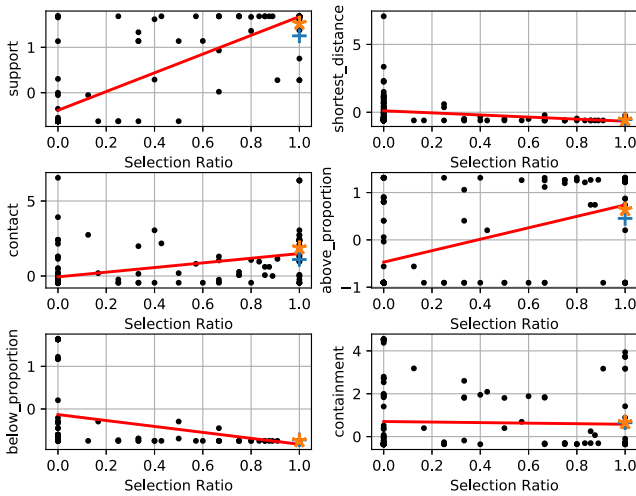 support
1
0
0.0 0.2 0.4 0.6 0.8 1.0
Selection Ratio
shortest_distance
5
0
0.0 0.2 0.4 0.6 0.8 1.0
Selection Ratio
contact
5
0
0.0 0.2 0.4 0.6 0.8 1.0
Selection Ratio
above_proportion
1
0
−1
0.0 0.2 0.4 0.6 0.8 1.0
Selection Ratio
below_proportion
1
0
0.0 0.2 0.4 0.6 0.8 1.0
Selection Ratio
containment
4
2
0
0.0 0.2 0.4 0.6 0.8 1.0
Selection Ratio